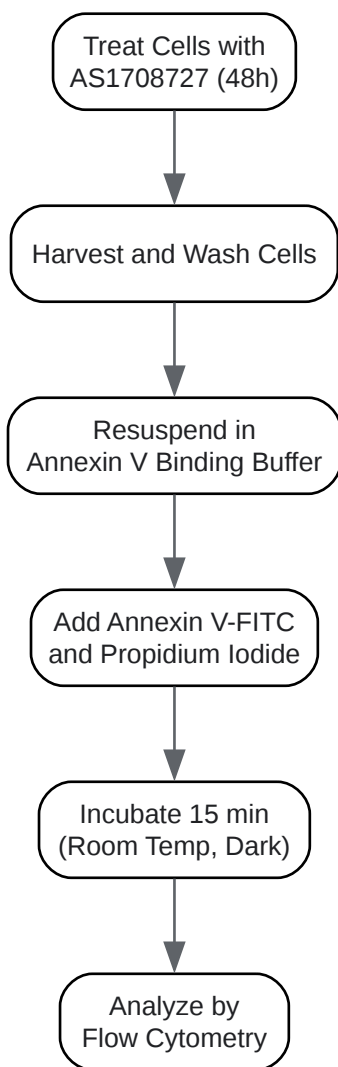 Treat Cells with
AS1708727 (48h)
Harvest and Wash Cells
Resuspend in
Annexin V Binding Buffer
Add Annexin V-FITC
and Propidium Iodide
Incubate 15 min
(Room Temp, Dark)
Analyze by
Flow Cytometry